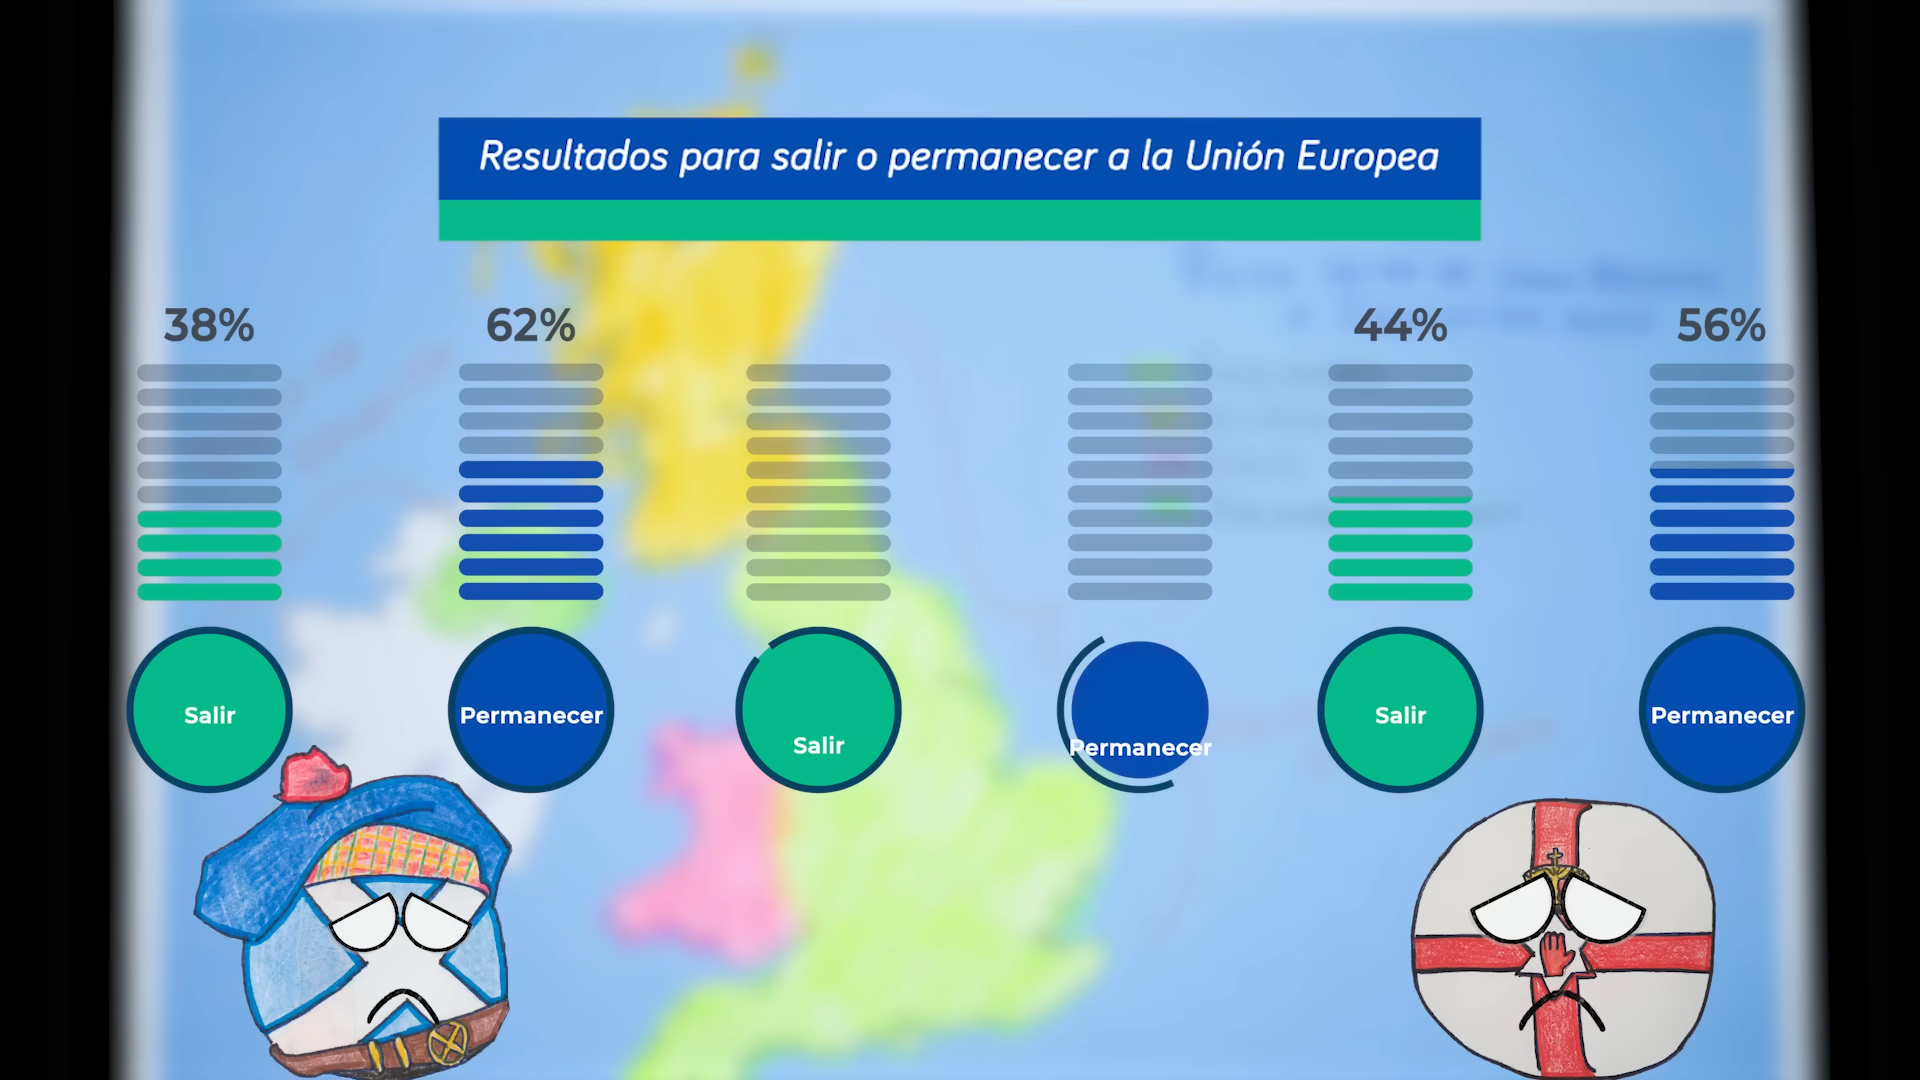 Resultados para salir o permanecer a la Unión Europea
38%
62%
44%
56%
Salir
Permanecer
Salir
Permanecer
Salir
Permanecer